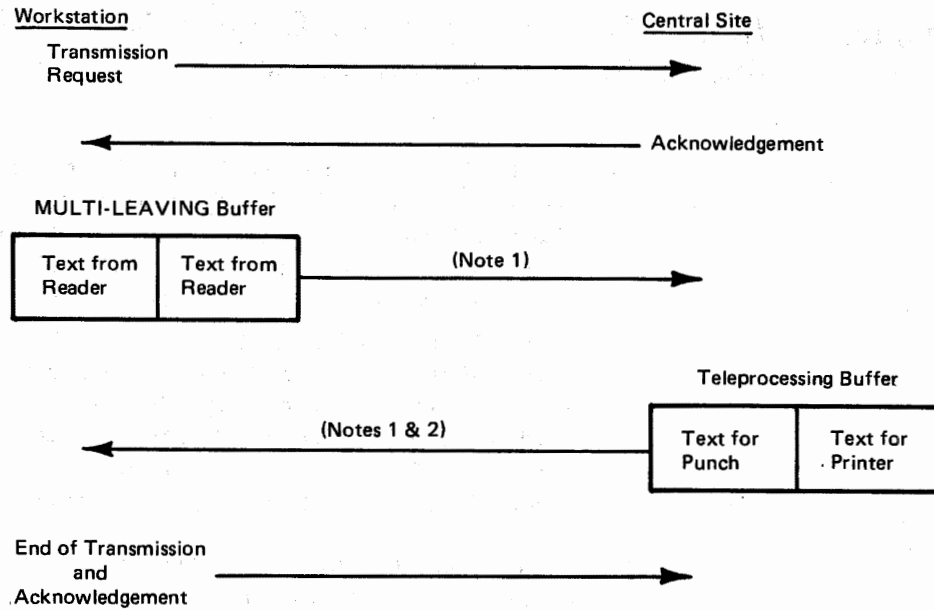 Workstation
Central Site
Transmission
Request
Acknowledgement
MULTI-LEAVING Buffer
Text from
Reader
Text from
Reader
(Note 1)
Teleprocessing Buffer
(Notes 1 & 2)
Text for
Punch
Text for
Printer
End of Transmission
and
Acknowledgement